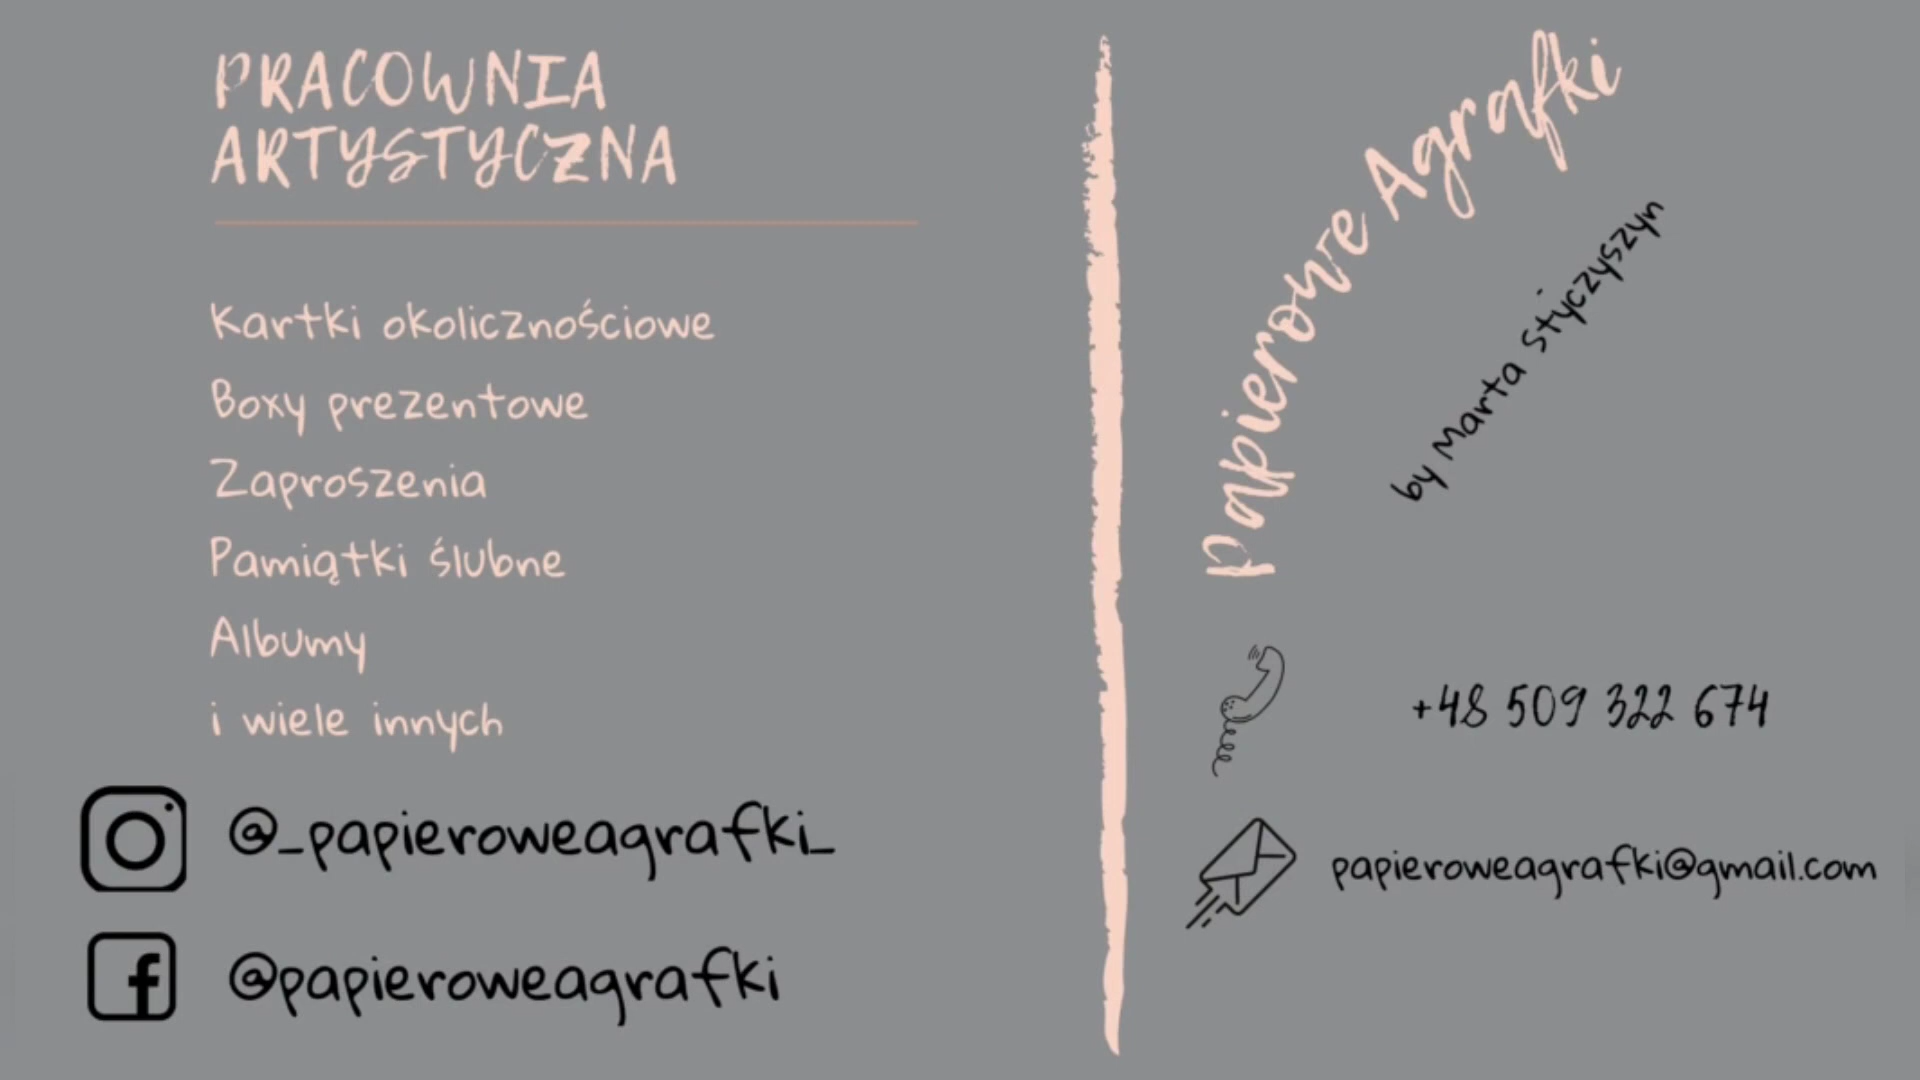 PRACOWNIA
ARTYSTYCZNA
Kartki okolicznościowe
Boxy prezentowe
Zaproszenia
Pamiątki ślubne
Albumy
i wiele innych
@_papieroweagrafki_
@papieroweagrafki
Papierowe Agrafki
by Marta Styczyszyn
+48 509 322 674
papieroweagrafki@gmail.com